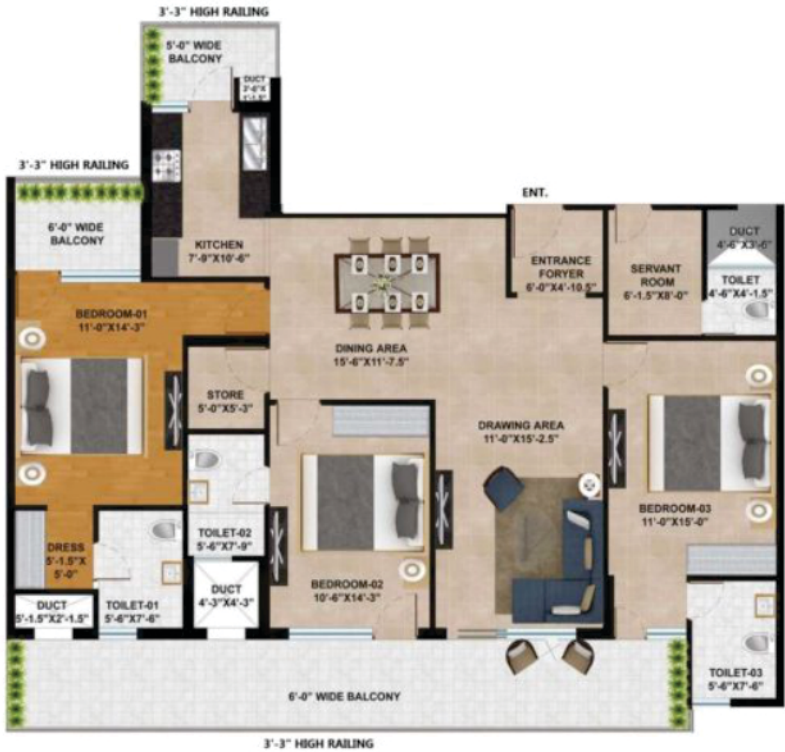 3'-3" HIGH RAILING
5'-0" WIDE
BALCONY
DUCT
3'-3" HIGH RAILING
6'-0" WIDE
BALCONY
KITCHEN
7'-9"X10'-6"
ENT.
ENTRANCE
FORYER
6'-0"X4'-10.5"
SERVANT
ROOM
6'-1.5"X8'-0"
DUCT
4'-6"X3'-6"
TOILET
4'-6"X4'-1.5"
BEDROOM-01
11'-0"X14'-3"
DINING AREA
15'-6"X11'-7.5"
STORE
5'-0"X5'-3"
DRAWING AREA
11'-0"X15'-2.5"
BEDROOM-03
11'-0"X15'-0"
TOILET-02
5'-6"X7'-9"
DRESS
5'-1.5"X
5'-0"
BEDROOM-02
10'-6"X14'-3"
DUCT
4'-3"X4'-3"
DUCT
5'-1.5"X2'-1.5"
TOILET-01
5'-6"X7'-6"
TOILET-03
5'-6"X7'-6"
6'-0" WIDE BALCONY
3'-3" HIGH RAILING